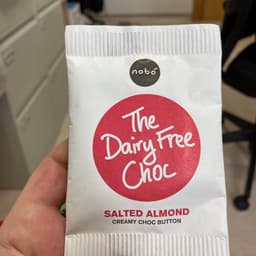 nobó
The
Dairy Free
Choc
SALTED ALMOND
CREAMY CHOC BUTTON